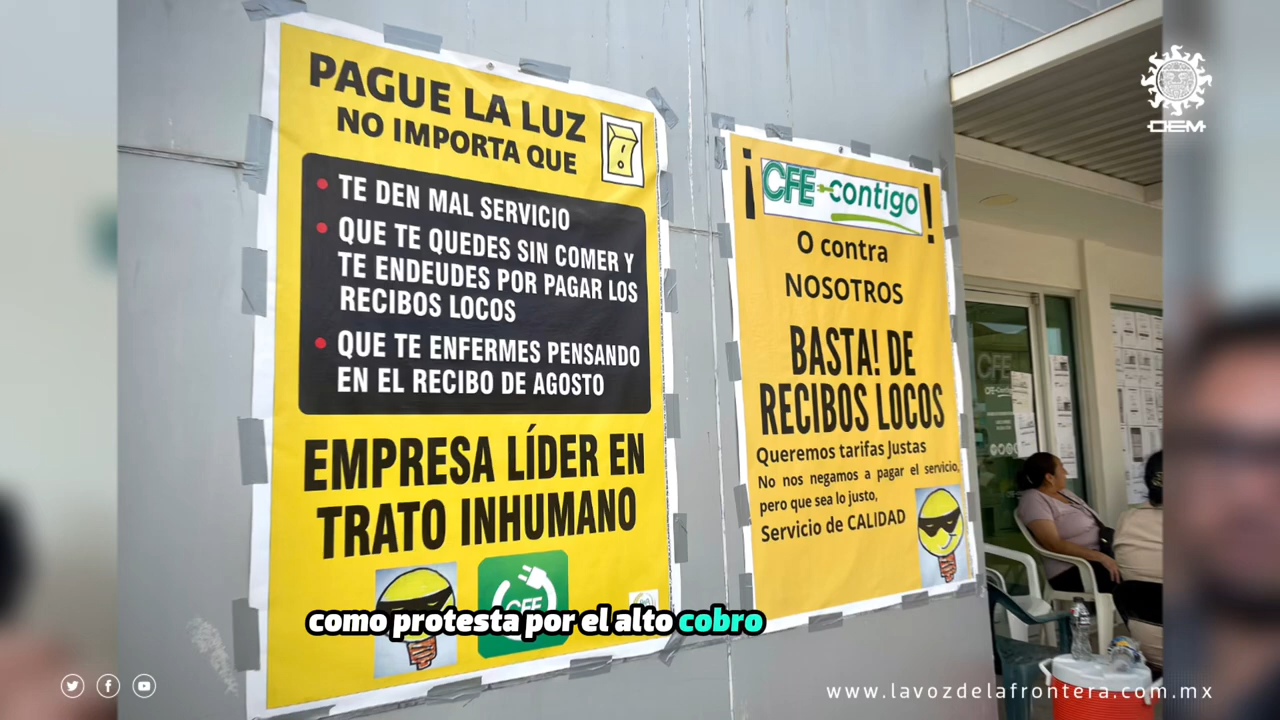 PAGUE LA LUZ
NO IMPORTA QUE
• TE DEN MAL SERVICIO
• QUE TE QUEDES SIN COMER Y
TE ENDEUDES POR PAGAR LOS
RECIBOS LOCOS
• QUE TE ENFERMES PENSANDO
EN EL RECIBO DE AGOSTO
EMPRESA LÍDER EN
TRATO INHUMANO
CFE
¡CFE contigo!
O contra
NOSOTROS
BASTA! DE
RECIBOS LOCOS
Queremos tarifas Justas
No nos negamos a pagar el servicio,
pero que sea lo justo,
Servicio de CALIDAD
CFE
OEM
como protesta por el alto cobro
www.lavozdelafrontera.com.mx